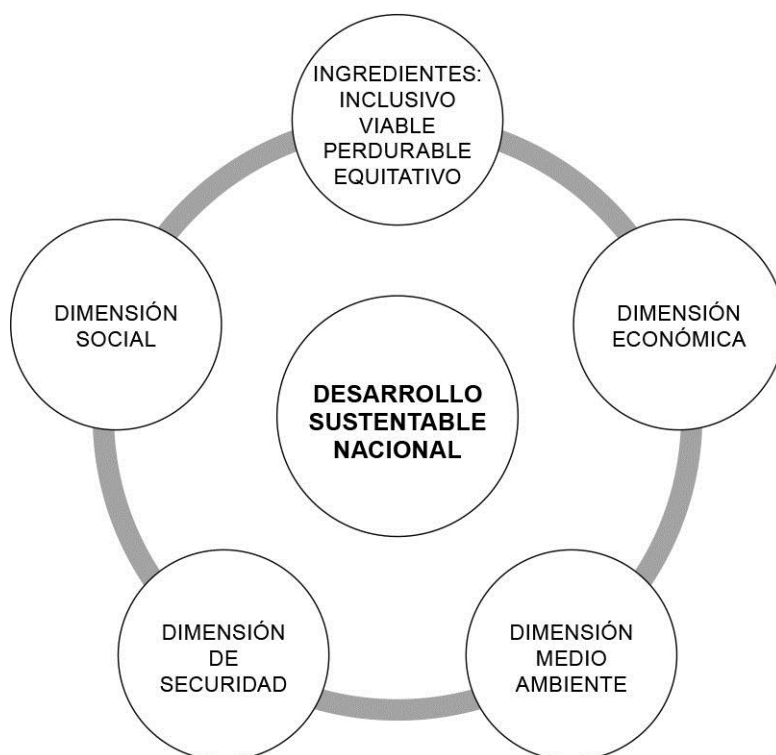 INGREDIENTES:
INCLUSIVO
VIABLE
PERDURABLE
EQUITATIVO
DIMENSIÓN
SOCIAL
DIMENSIÓN
ECONÓMICA
DESARROLLO
SUSTENTABLE
NACIONAL
DIMENSIÓN
DE
SECURIDAD
DIMENSIÓN
MEDIO
AMBIENTE